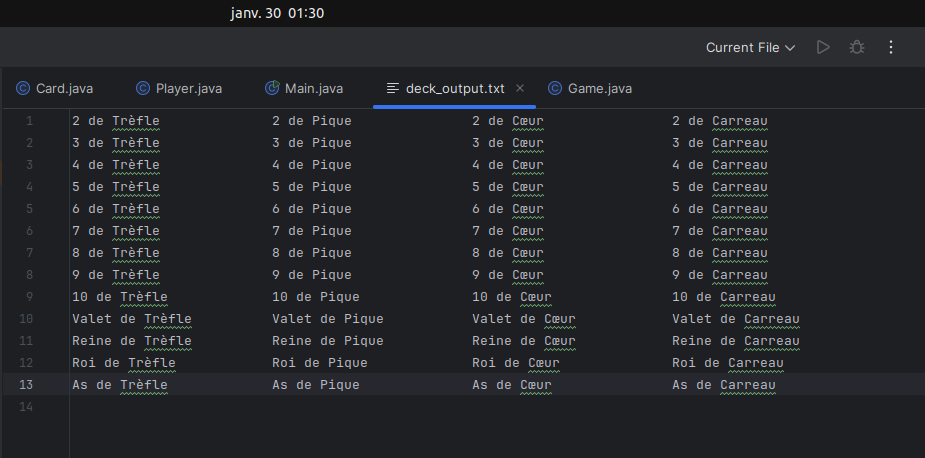 janv. 30 01:30
Current File
Card.java Player.java Main.java deck_output.txt Game.java
1 2 de Trèfle 2 de Pique 2 de Cœur 2 de Carreau
2 3 de Trèfle 3 de Pique 3 de Cœur 3 de Carreau
3 4 de Trèfle 4 de Pique 4 de Cœur 4 de Carreau
4 5 de Trèfle 5 de Pique 5 de Cœur 5 de Carreau
5 6 de Trèfle 6 de Pique 6 de Cœur 6 de Carreau
6 7 de Trèfle 7 de Pique 7 de Cœur 7 de Carreau
7 8 de Trèfle 8 de Pique 8 de Cœur 8 de Carreau
8 9 de Trèfle 9 de Pique 9 de Cœur 9 de Carreau
9 10 de Trèfle 10 de Pique 10 de Cœur 10 de Carreau
10 Valet de Trèfle Valet de Pique Valet de Cœur Valet de Carreau
11 Reine de Trèfle Reine de Pique Reine de Cœur Reine de Carreau
12 Roi de Trèfle Roi de Pique Roi de Cœur Roi de Carreau
13 As de Trèfle As de Pique As de Cœur As de Carreau
14